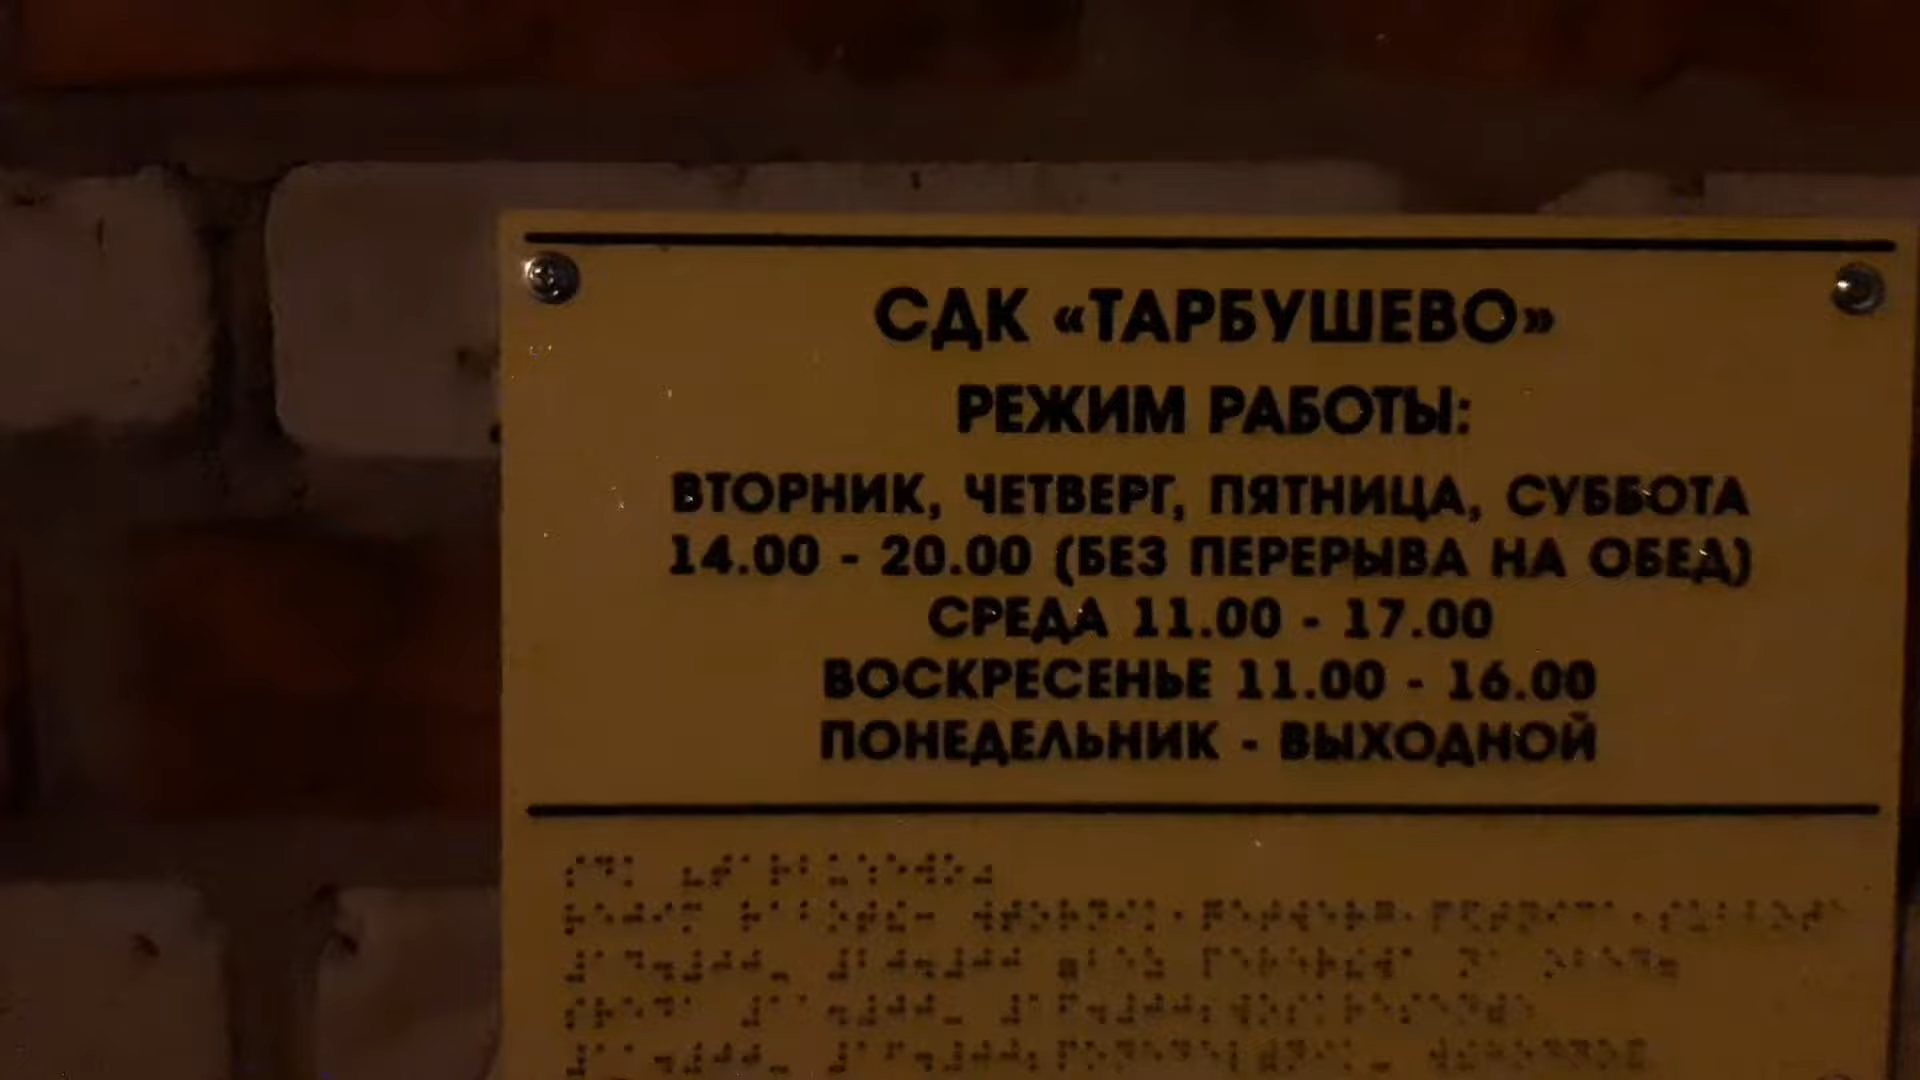 СДК «ТАРБУШЕВО»
РЕЖИМ РАБОТЫ:
ВТОРНИК, ЧЕТВЕРГ, ПЯТНИЦА, СУББОТА
14.00 - 20.00 (БЕЗ ПЕРЕРЫВА НА ОБЕД)
СРЕДА 11.00 - 17.00
ВОСКРЕСЕНЬЕ 11.00 - 16.00
ПОНЕДЕЛЬНИК - ВЫХОДНОЙ